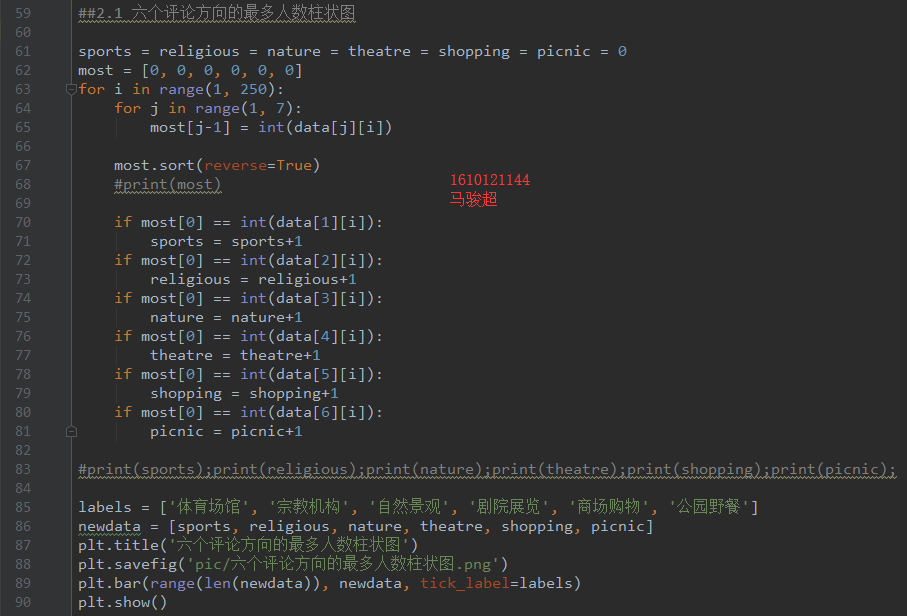 59 ##2.1 六个评论方向的最多人数柱状图
60
61 sports = religious = nature = theatre = shopping = picnic = 0
62 most = [0, 0, 0, 0, 0, 0]
63 for i in range(1, 250):
64     for j in range(1, 7):
65         most[j-1] = int(data[j][i])
66
67     most.sort(reverse=True)
68     #print(most)
1610121144
马骏超
69
70     if most[0] == int(data[1][i]):
71         sports = sports+1
72     if most[0] == int(data[2][i]):
73         religious = religious+1
74     if most[0] == int(data[3][i]):
75         nature = nature+1
76     if most[0] == int(data[4][i]):
77         theatre = theatre+1
78     if most[0] == int(data[5][i]):
79         shopping = shopping+1
80     if most[0] == int(data[6][i]):
81         picnic = picnic+1
82
83 #print(sports);print(religious);print(nature);print(theatre);print(shopping);print(picnic);
84
85 labels = ['体育场馆', '宗教机构', '自然景观', '剧院展览', '商场购物', '公园野餐']
86 newdata = [sports, religious, nature, theatre, shopping, picnic]
87 plt.title('六个评论方向的最多人数柱状图')
88 plt.savefig('pic/六个评论方向的最多人数柱状图.png')
89 plt.bar(range(len(newdata)), newdata, tick_label=labels)
90 plt.show()